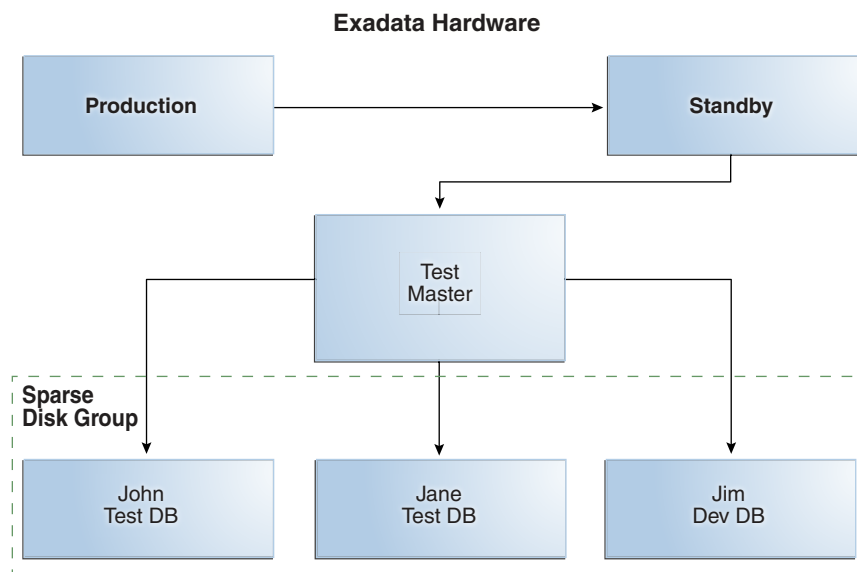 Exadata Hardware
Production
Standby
Test
Master
Sparse
Disk Group
John
Test DB
Jane
Test DB
Jim
Dev DB